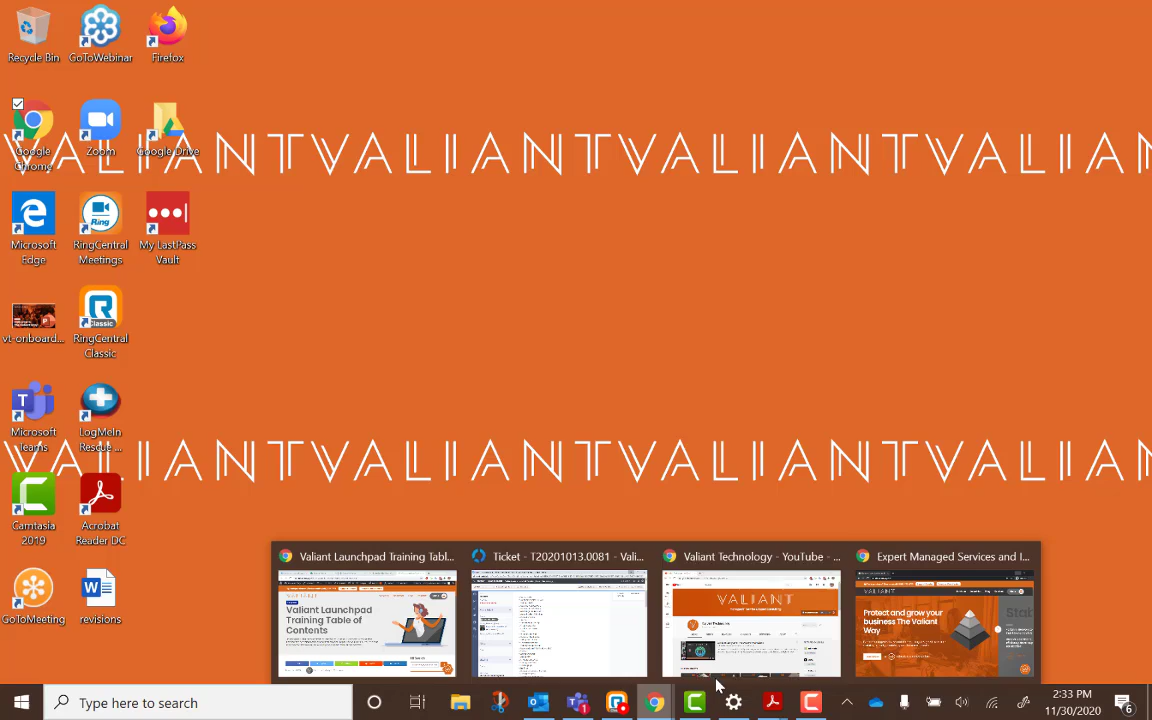 Recycle Bin
GoToWebinar
Firefox
Google Chrome
Zoom
Google Drive
VALIANTVALIANTVALIANTVALIAN
Microsoft Edge
RingCentral Meetings
My LastPass Vault
vt-onboard...
RingCentral Classic
Microsoft Teams
LogMeIn Rescue ...
VALIANTVALIANTVALIANTVALIAN
Camtasia 2019
Acrobat Reader DC
GoToMeeting
revisions
Valiant Launchpad Training Tabl...
Ticket - T20201013.0081 - Vali...
Valiant Technology - YouTube - ...
Expert Managed Services and I...
VALIANT
Valiant Launchpad
Training Table of
Contents
VALIANT
Protect and grow your
business The Valiant
Way
Type here to search
2:33 PM
11/30/2020
6